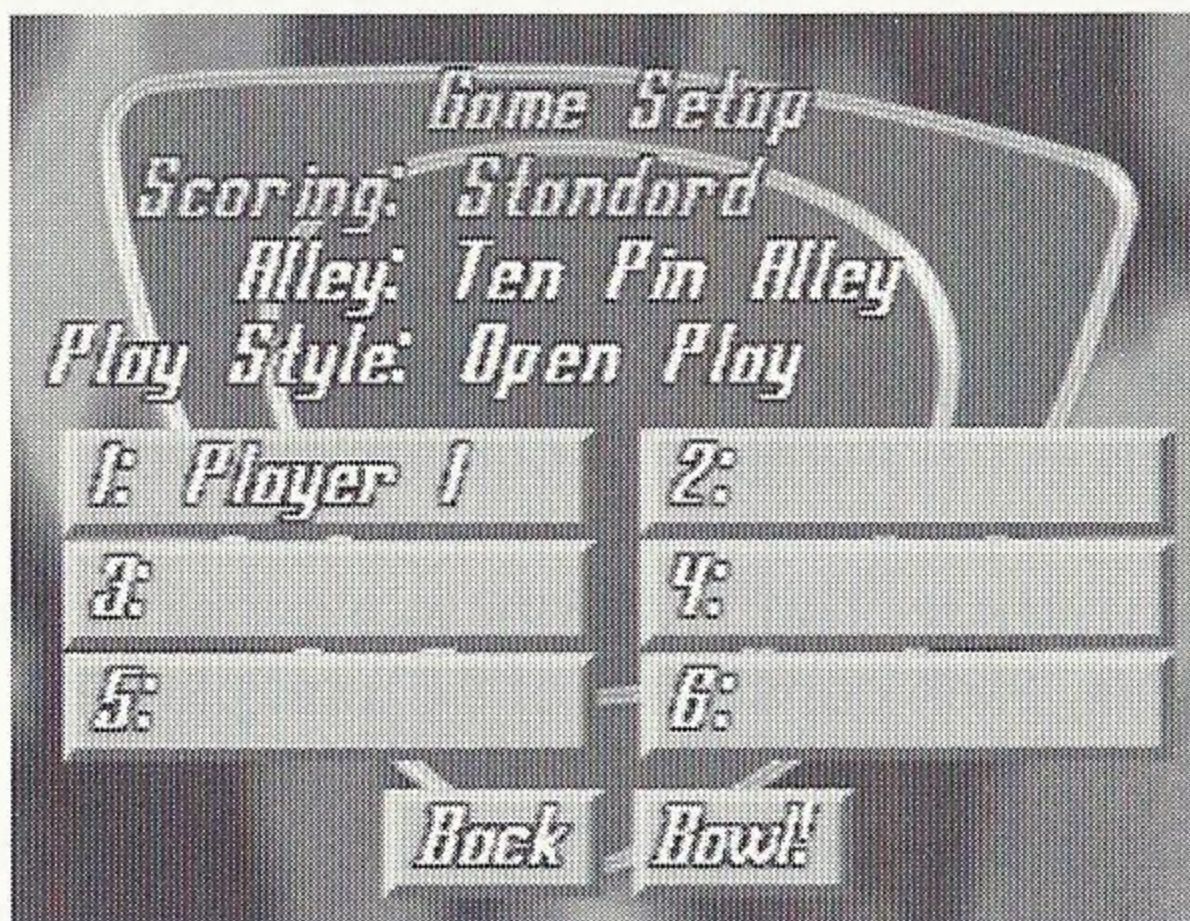 Game Setup
Scoring: Standard
Alley: Ten Pin Alley
Play Style: Open Play
1: Player 1
2:
3:
4:
5:
6:
Back
Bowl!